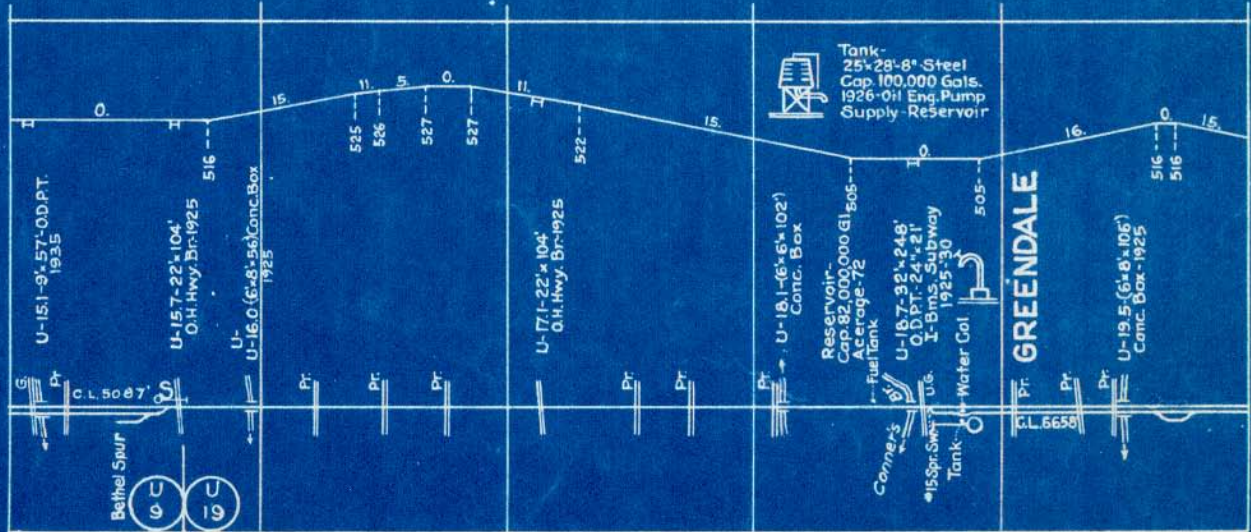 Tank-
25'x28'-8" Steel
Cap. 100,000 Gals.
1926-Oil Eng. Pump
Supply-Reservoir
0.
15.
11.
5.
0.
11.
15.
0.
16.
0.
15.
516
525
526
527
527
522
505
505
516
516
U-15.1-9'x57'-O.D.P.T.
1935
U-15.7-22'x104'
O.H.Hwy.Br.-1925
U-
U-16.0-(6'x8'x56')Conc.Box
1925
U-17.1-22'x104'
O.H.Hwy.Br.-1925
U-18.1-(6'x6'x102')
Conc. Box
Reservoir-
Cap.82,000,000 Gl.
Acerage-72
Fuel Tank
U-18.7-32'x248'
O.D.P.T. 24"x21'
I-Bms. Subway
1925-'30
Water Col
GREENDALE
U-19.5-(6'x8'x106')
Conc. Box-1925
G.
Pr.
C.L.5087'
S
Pr.
Pr.
Pr.
Pr.
Pr.
Pr.
U.G.
Pr.
Pr.
Pr.
C.L.6658'
Bethel Spur
Conner's
Br.
#15 Spr. Sw.
Tank
U
9
U
19